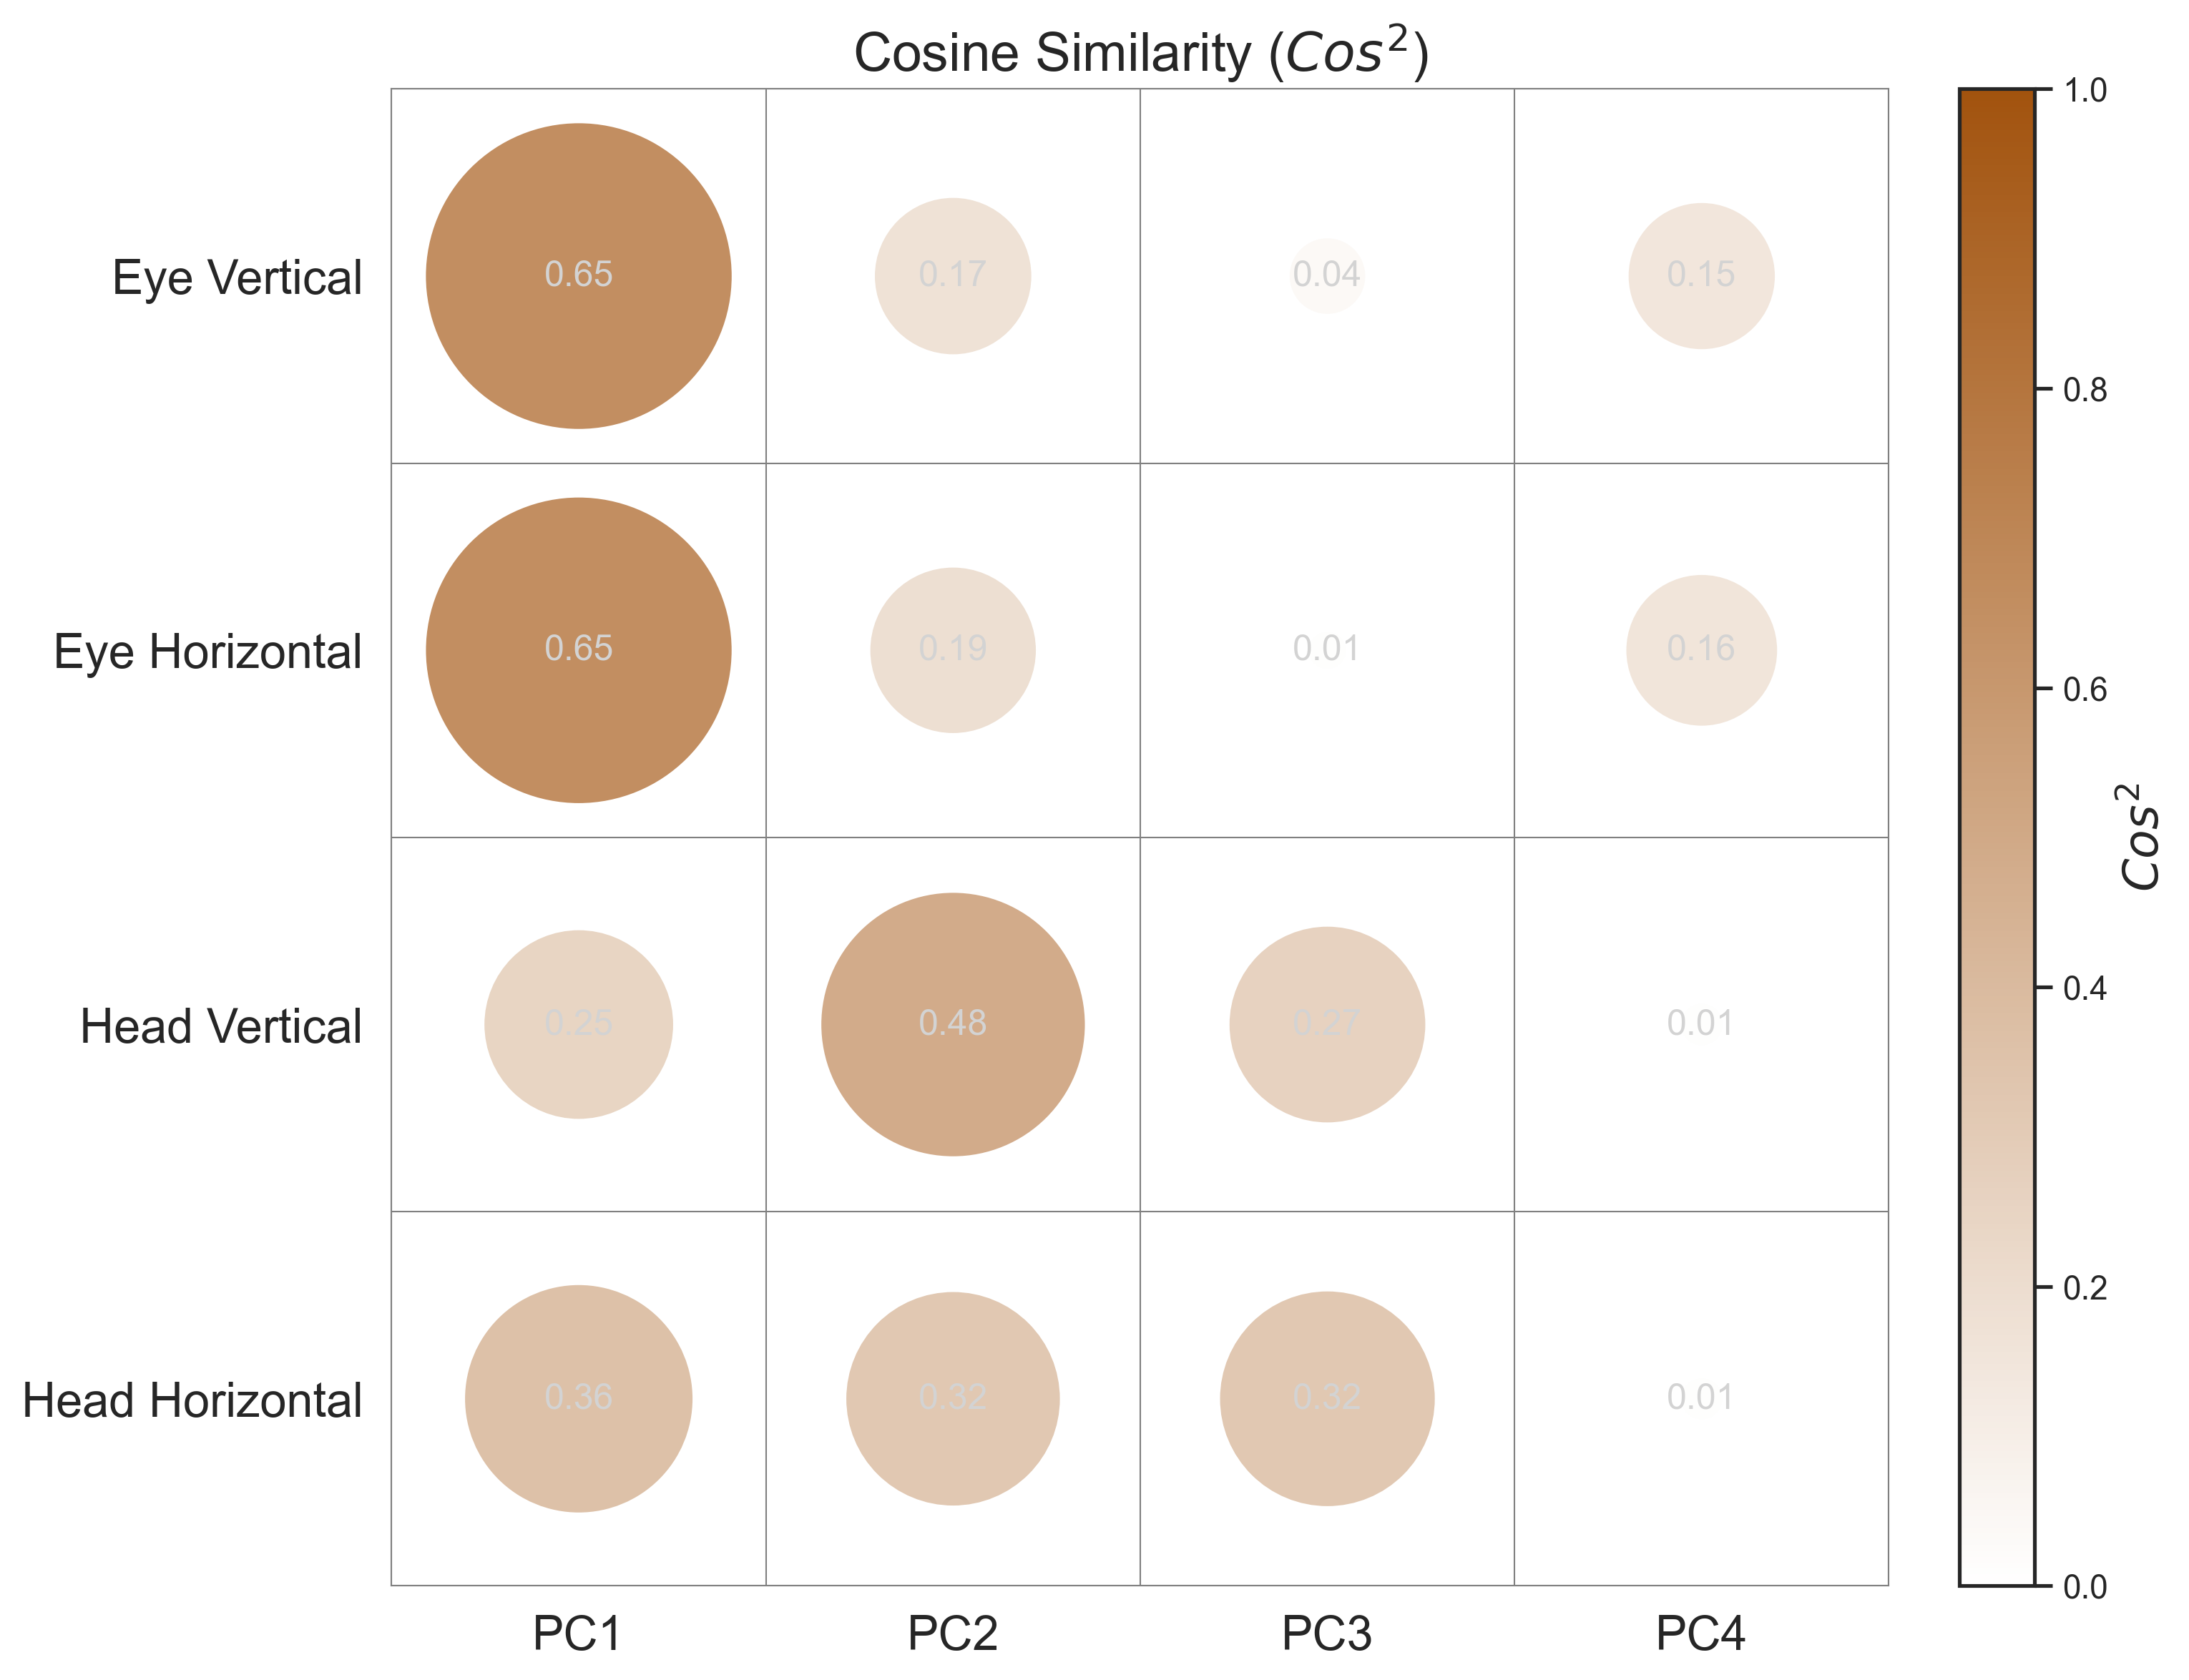 Cosine Similarity (Cos²)
Eye Vertical
0.65
0.17
0.04
0.15
Eye Horizontal
0.65
0.19
0.01
0.16
Head Vertical
0.25
0.48
0.27
0.01
Head Horizontal
0.36
0.32
0.32
0.01
PC1
PC2
PC3
PC4
1.0
0.8
0.6
0.4
0.2
0.0
Cos²